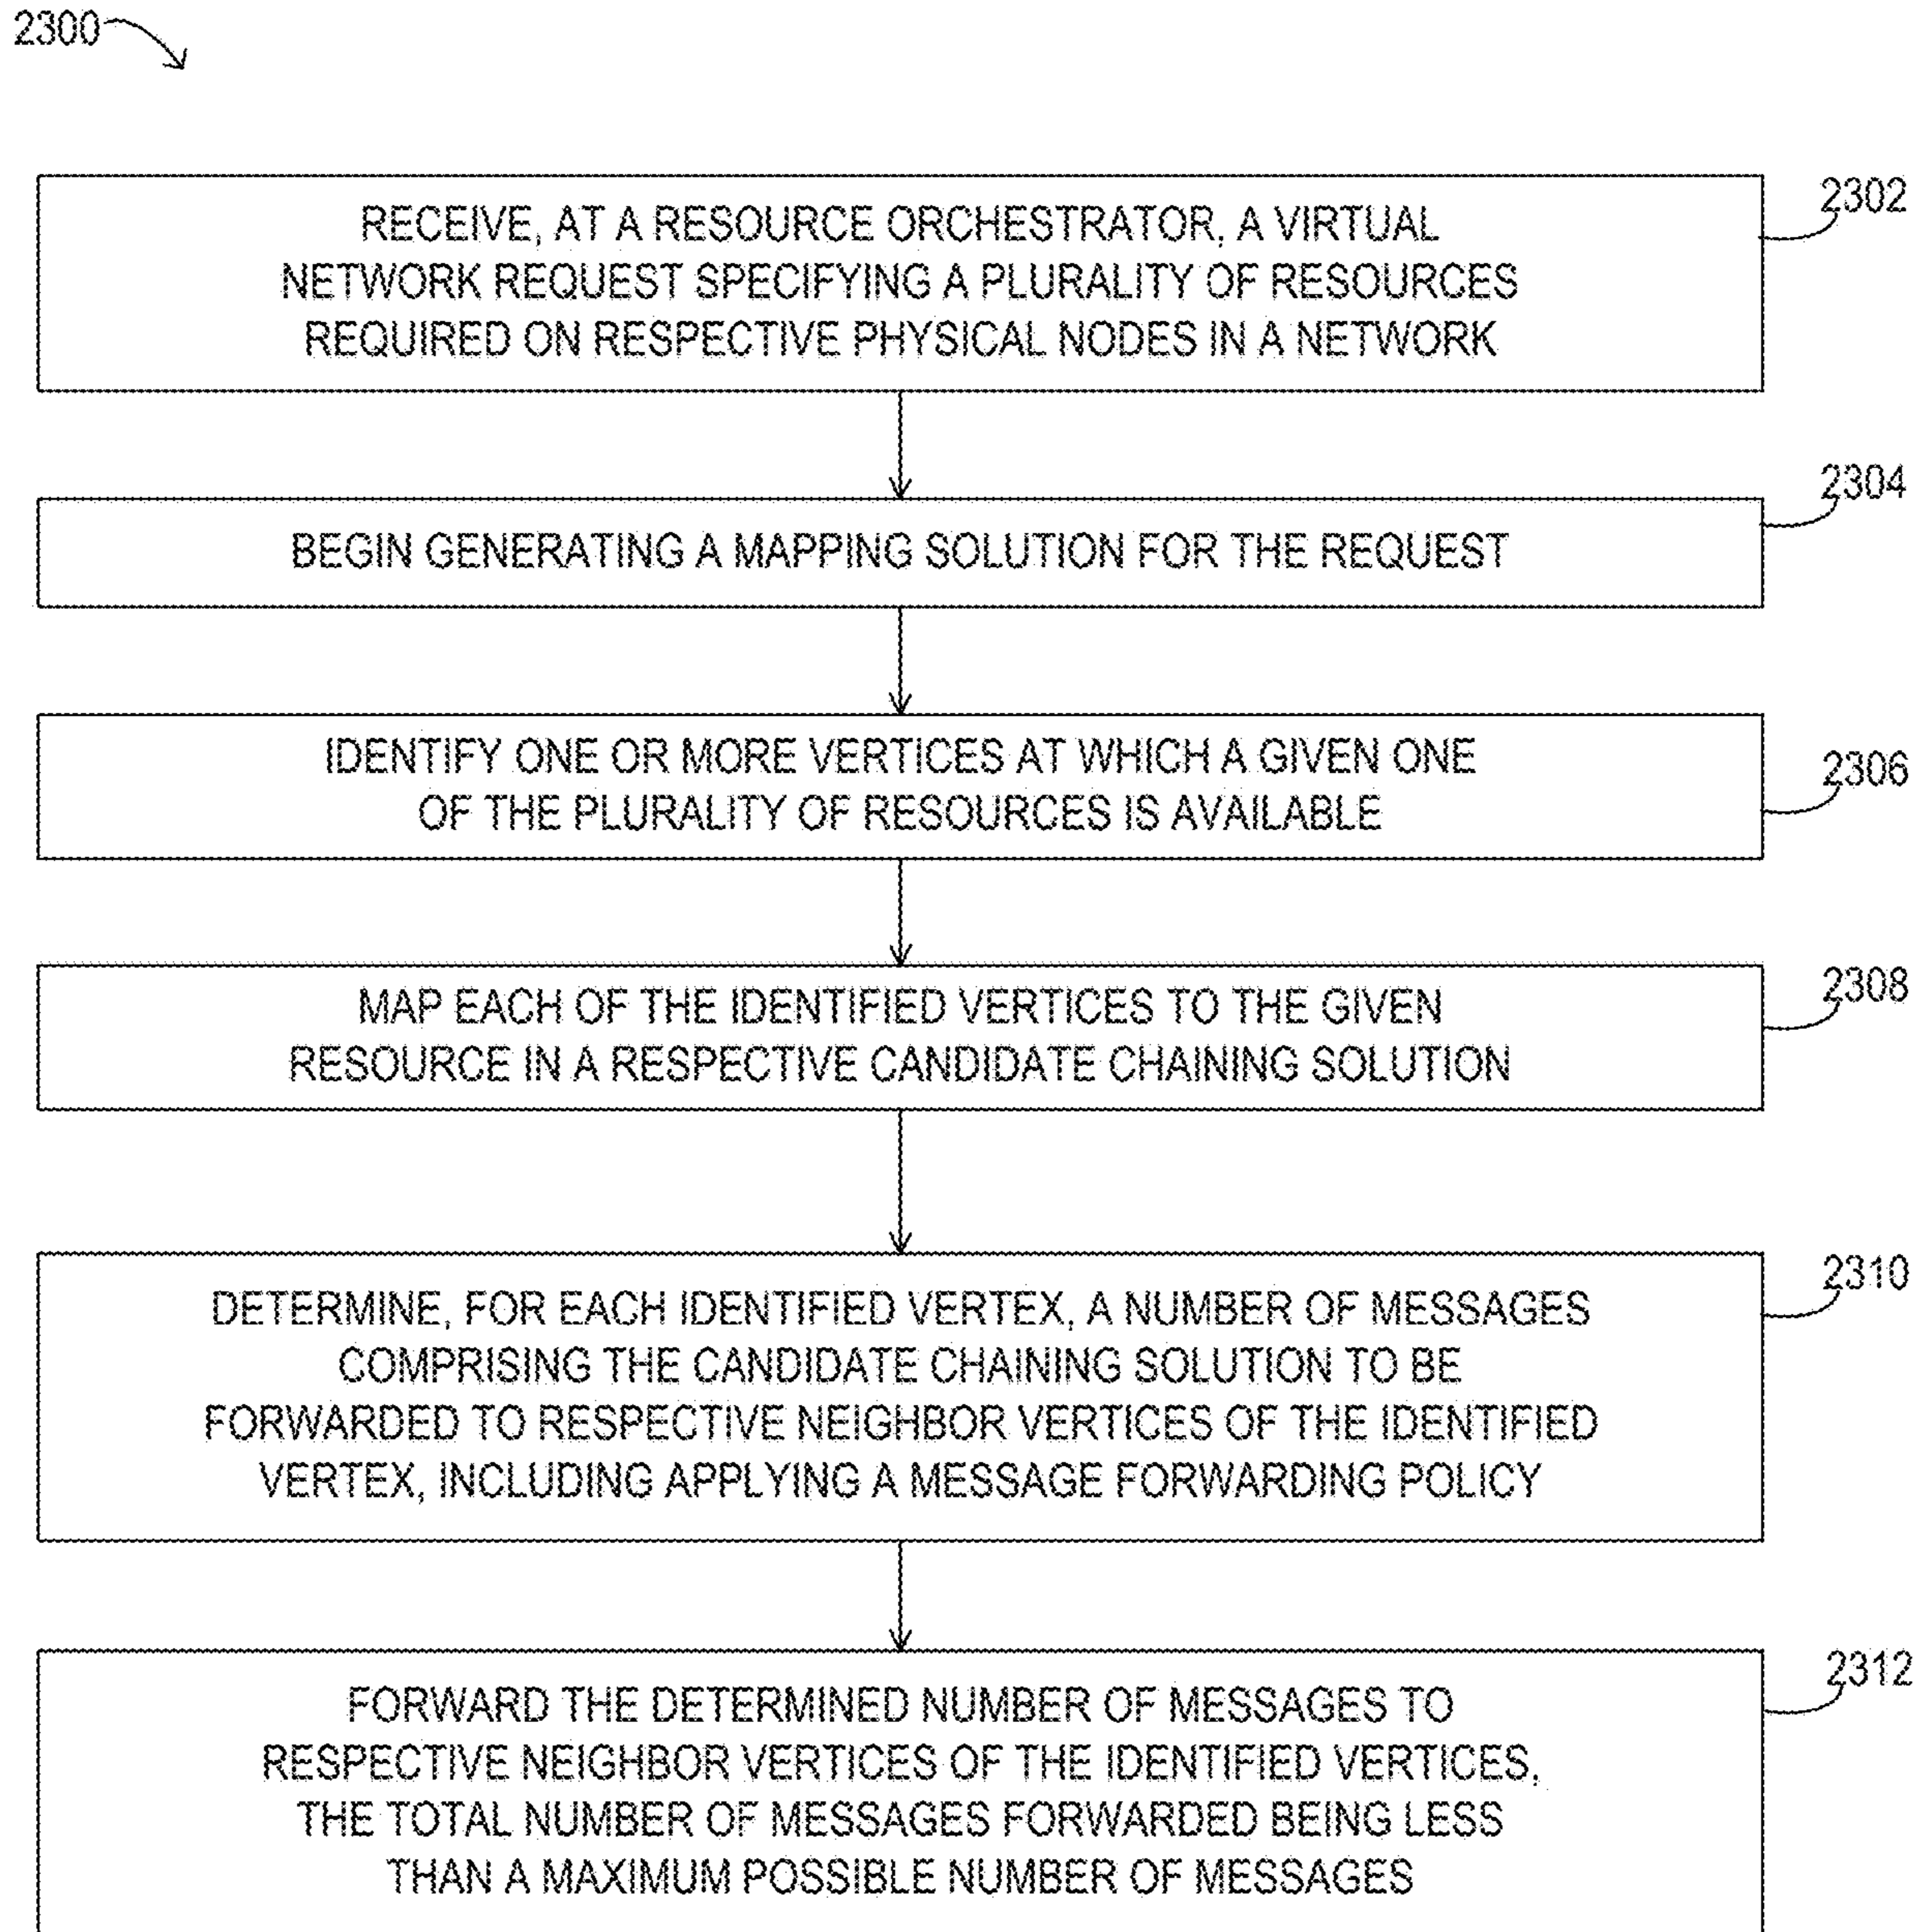 2300
RECEIVE, AT A RESOURCE ORCHESTRATOR, A VIRTUAL
NETWORK REQUEST SPECIFYING A PLURALITY OF RESOURCES
REQUIRED ON RESPECTIVE PHYSICAL NODES IN A NETWORK
2302
BEGIN GENERATING A MAPPING SOLUTION FOR THE REQUEST
2304
IDENTIFY ONE OR MORE VERTICES AT WHICH A GIVEN ONE
OF THE PLURALITY OF RESOURCES IS AVAILABLE
2306
MAP EACH OF THE IDENTIFIED VERTICES TO THE GIVEN
RESOURCE IN A RESPECTIVE CANDIDATE CHAINING SOLUTION
2308
DETERMINE, FOR EACH IDENTIFIED VERTEX, A NUMBER OF MESSAGES
COMPRISING THE CANDIDATE CHAINING SOLUTION TO BE
FORWARDED TO RESPECTIVE NEIGHBOR VERTICES OF THE IDENTIFIED
VERTEX, INCLUDING APPLYING A MESSAGE FORWARDING POLICY
2310
FORWARD THE DETERMINED NUMBER OF MESSAGES TO
RESPECTIVE NEIGHBOR VERTICES OF THE IDENTIFIED VERTICES,
THE TOTAL NUMBER OF MESSAGES FORWARDED BEING LESS
THAN A MAXIMUM POSSIBLE NUMBER OF MESSAGES
2312